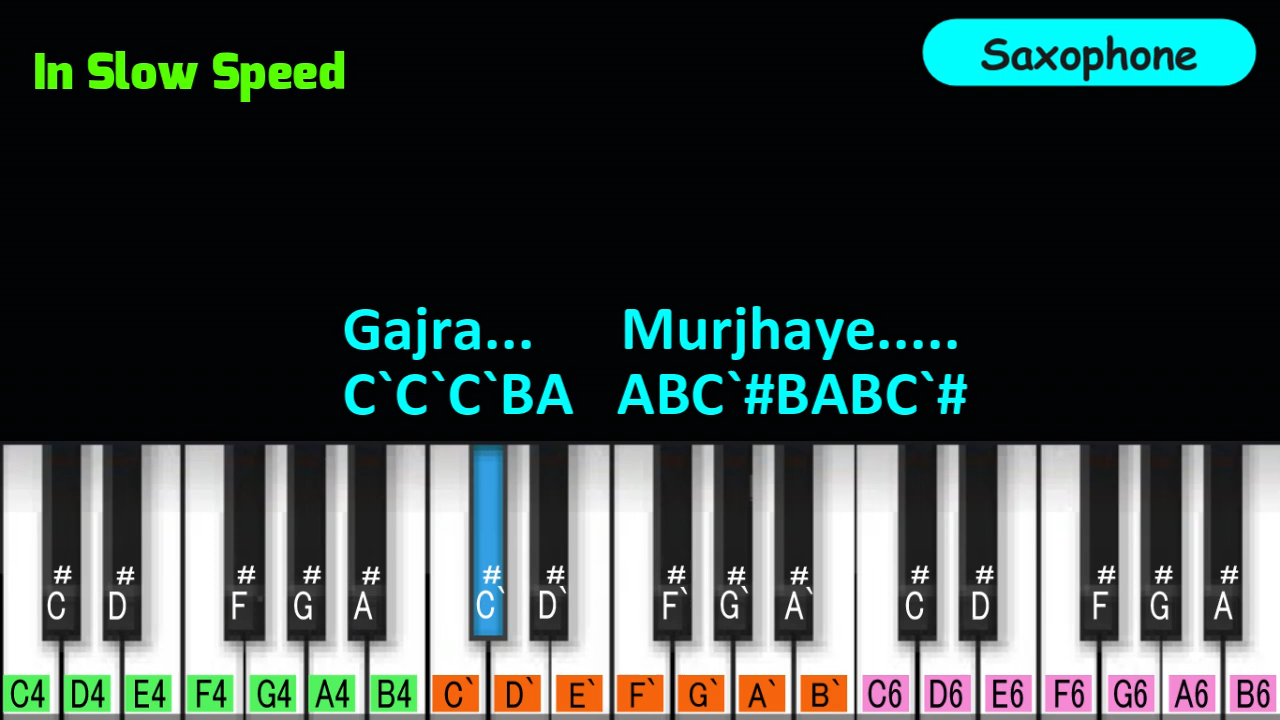 In Slow Speed
Saxophone
Gajra... Murjhaye.....
C`C`C`BA ABC`#BABC`#
# # # # # # # # # # # # # # #
C D F G A C` D` F` G` A` C D F G A
C4 D4 E4 F4 G4 A4 B4 C` D` E` F` G` A` B` C6 D6 E6 F6 G6 A6 B6